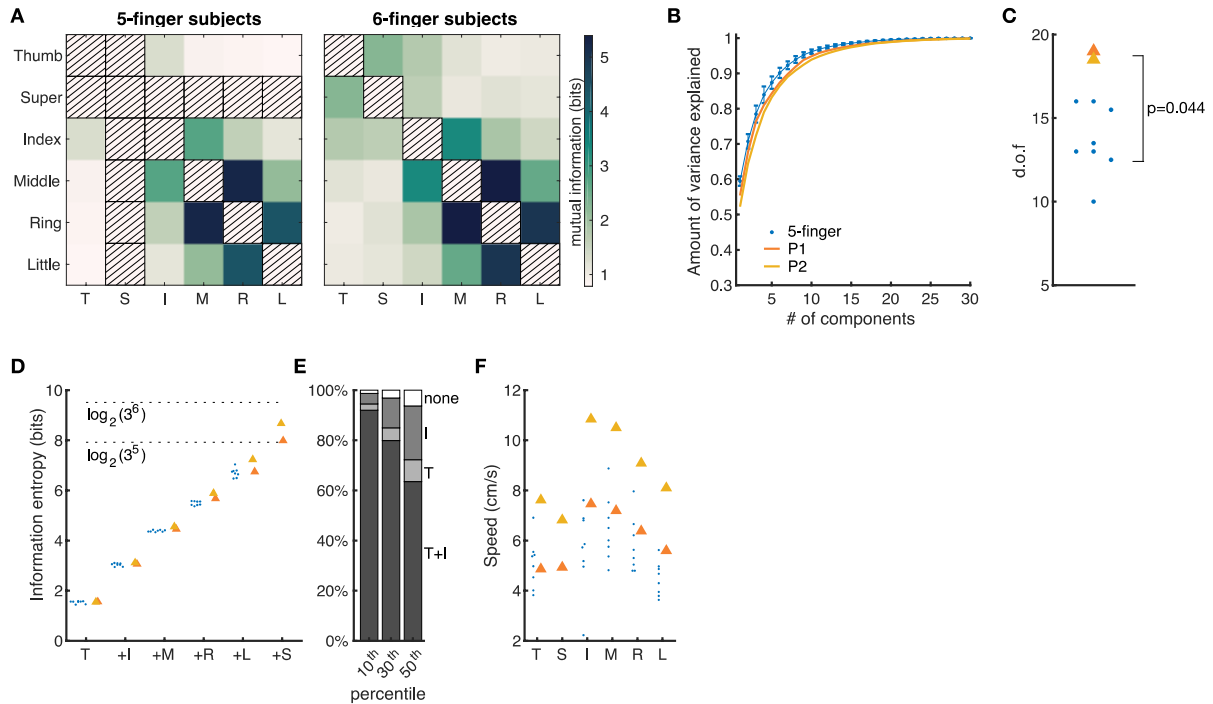 A
5-finger subjects
6-finger subjects
Thumb
Super
Index
Middle
Ring
Little
T S I M R L
T S I M R L
5
4
3
2
1
mutual information (bits)
B
1
0.9
0.8
0.7
0.6
0.5
0.4
0.3
Amount of variance explained
5-finger
P1
P2
5 10 15 20 25 30
# of components
C
20
15
10
5
d.o.f
p=0.044
D
10
8
6
4
2
0
Information entropy (bits)
log₂(3⁶)
log₂(3⁵)
T +I +M +R +L +S
E
100%
80%
60%
40%
20%
0%
none
I
T
T+I
10th 30th 50th
percentile
F
12
10
8
6
4
2
Speed (cm/s)
T S I M R L